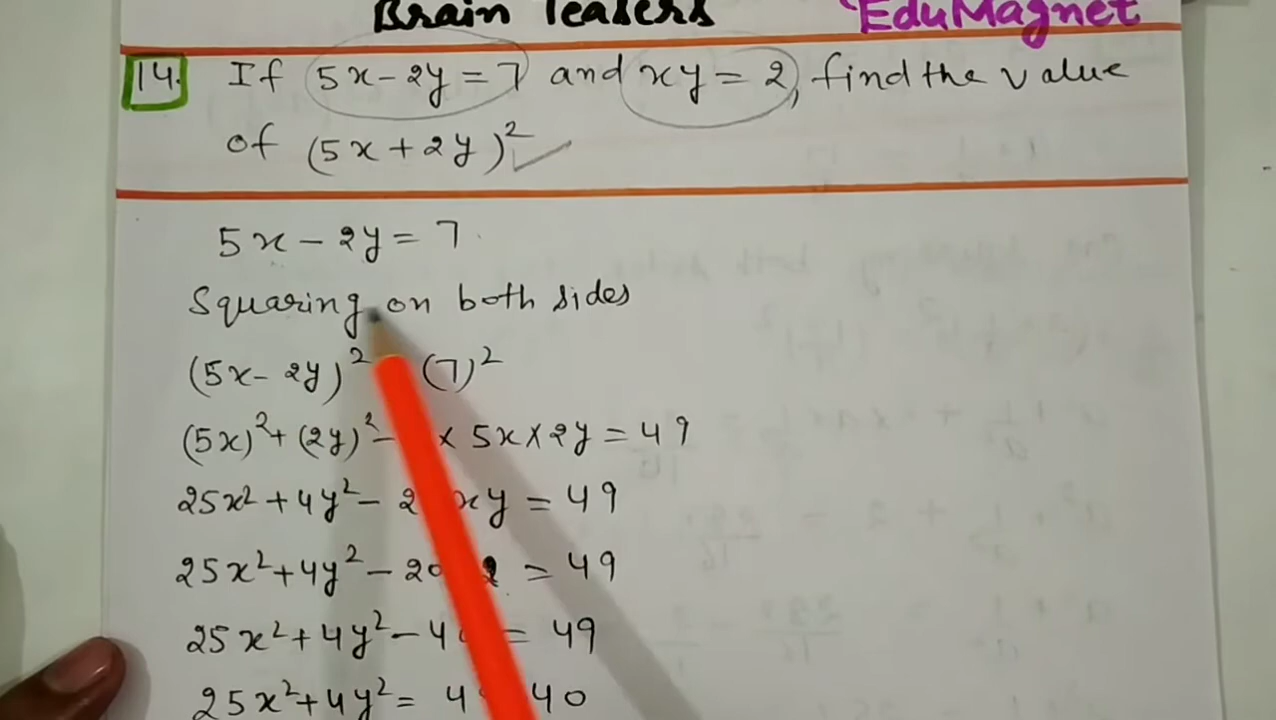 Brain Teasers EduMagnet
14. If 5x-2y=7 and xy=2, find the value
of (5x+2y)²
5x-2y=7
Squaring on both sides
(5x-2y)² (7)²
(5x)²+(2y)²- ×5x×2y=49
25x²+4y²-2 xy=49
25x²+4y²-20 2=49
25x²+4y²-4 =49
25x²+4y²=4 40